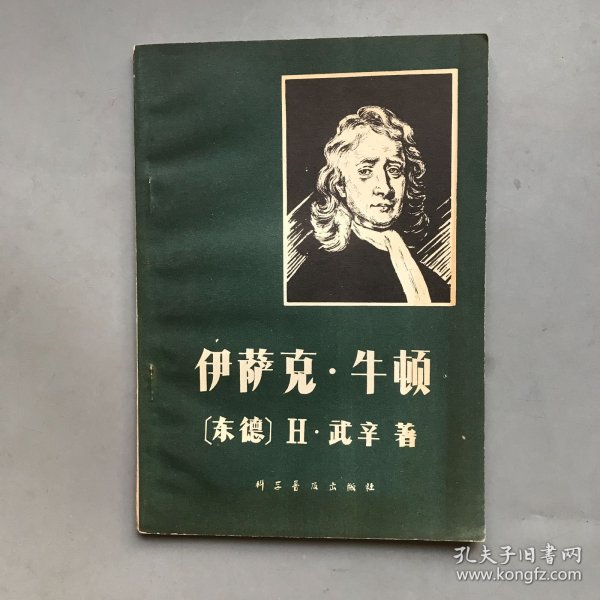 伊萨克·牛顿
〔东德〕H·武辛 著
科学普及出版社
孔夫子旧书网
www.kongfz.com